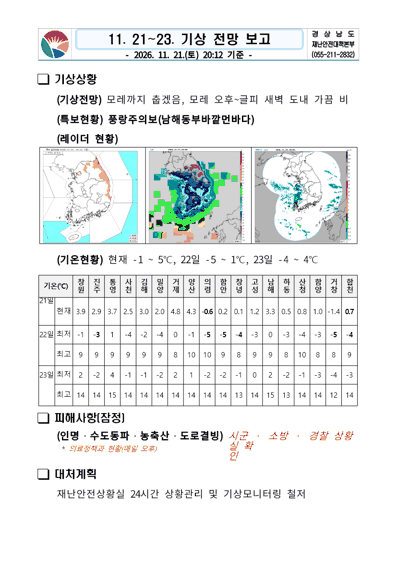 11. 21~23. 기상 전망 보고
- 2026. 11. 21.(토) 20:12 기준 -
경 상 남 도
재난안전대책본부
(055-211-2832)
❏ 기상상황
(기상전망) 모레까지 춥겠음, 모레 오후~글피 새벽 도내 가끔 비
(특보현황) 풍랑주의보(남해동부바깥먼바다)
(레이더 현황)
(기온현황) 현재 -1 ~ 5℃, 22일 -5 ~ 1℃, 23일 -4 ~ 4℃
기온(℃) 창원 진주 통영 사천 김해 밀양 거제 양산 의령 함안 창녕 고성 남해 하동 산청 함양 거창 합천
21일 현재 3.9 2.9 3.7 2.5 3.0 2.0 4.8 4.3 -0.6 0.2 0.1 1.2 3.3 0.5 0.8 1.0 -1.4 0.7
22일 최저 -1 -3 1 -4 -2 -4 0 -1 -5 -5 -4 -3 0 -3 -4 -3 -5 -4
최고 9 9 9 9 9 8 10 10 9 8 9 9 8 10 8 8 9
23일 최저 2 -2 4 -1 -1 -2 2 1 -2 -2 -1 0 2 -2 -1 -3 -4 -3
최고 14 14 15 14 14 14 14 14 14 14 13 14 15 13 14 14 12 14
❏ 피해사항(잠정)
(인명 · 수도동파 · 농축산 · 도로결빙) 시군 · 소방 · 경찰 상황실 확
인
* 의료정책과 현황(매일 오후)
❏ 대처계획
재난안전상황실 24시간 상황관리 및 기상모니터링 철저